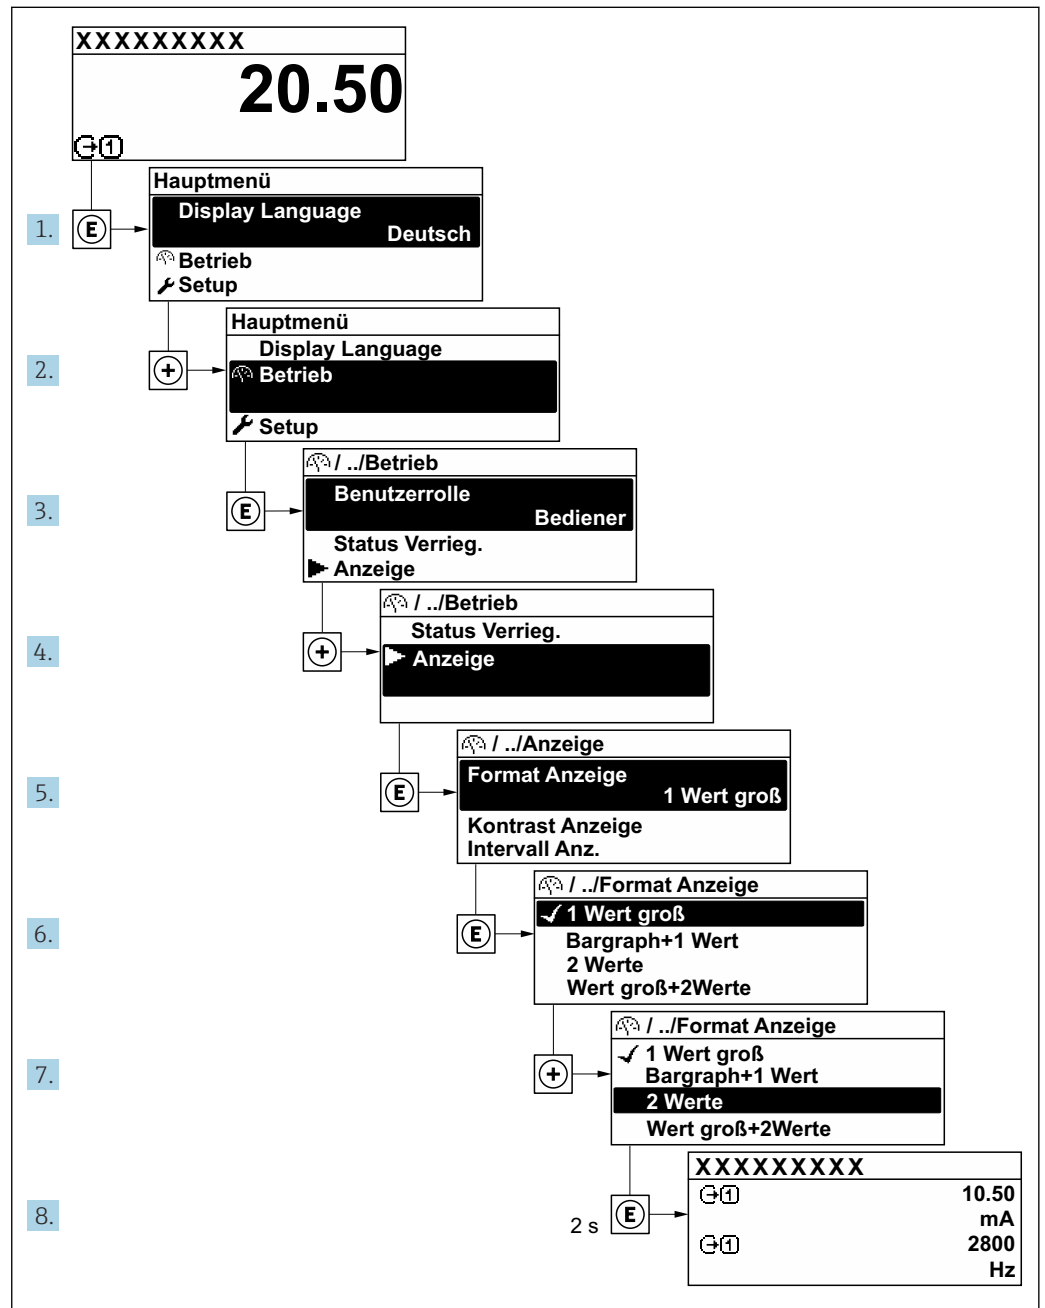 XXXXXXXXX
20.50
1
Hauptmenü
1.
E
Display Language
Deutsch
Betrieb
Setup
Hauptmenü
Display Language
2.
+
Betrieb
Setup
/ ../Betrieb
3.
E
Benutzerrolle
Bediener
Status Verrieg.
Anzeige
/ ../Betrieb
Status Verrieg.
4.
+
Anzeige
/ ../Anzeige
5.
E
Format Anzeige
1 Wert groß
Kontrast Anzeige
Intervall Anz.
/ ../Format Anzeige
6.
E
1 Wert groß
Bargraph+1 Wert
2 Werte
Wert groß+2Werte
/ ../Format Anzeige
7.
+
1 Wert groß
Bargraph+1 Wert
2 Werte
Wert groß+2Werte
XXXXXXXXX
8.
2 s
E
1 10.50
mA
1 2800
Hz